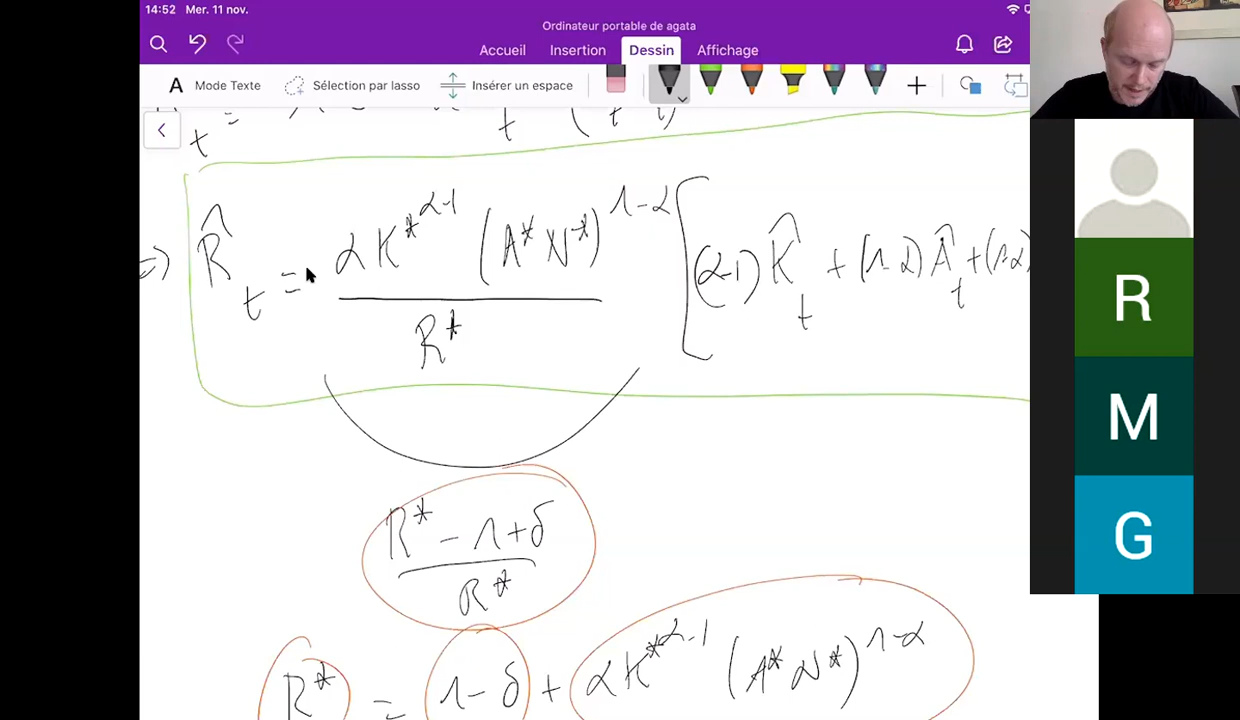 14:52 Mer. 11 nov.
Ordinateur portable de agata
Accueil Insertion Dessin Affichage
A Mode Texte Sélection par lasso Insérer un espace
t =
⇒) R̂_t = αK*^(α-1) (A* N*)^(1-α) / R* [(α-1) K̂_t + (1-α) Â_t + (1-α)
R* - 1 + δ / R*
R* = 1 - δ + αK*^(α-1) (A* N*)^(1-α)
R
M
G